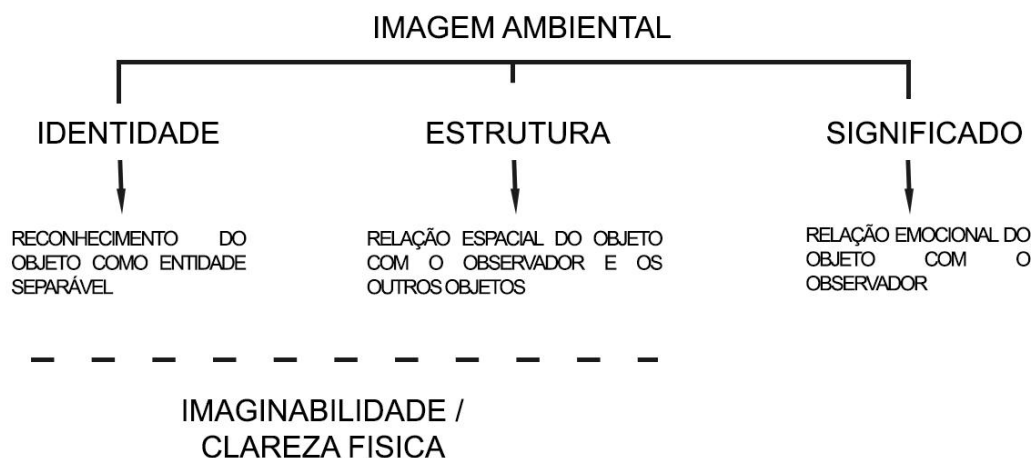 IMAGEM AMBIENTAL
IDENTIDADE
RECONHECIMENTO DO
OBJETO COMO ENTIDADE
SEPARÁVEL
ESTRUTURA
RELAÇÃO ESPACIAL DO OBJETO
COM O OBSERVADOR E OS
OUTROS OBJETOS
SIGNIFICADO
RELAÇÃO EMOCIONAL DO
OBJETO COM O
OBSERVADOR
IMAGINABILIDADE /
CLAREZA FISICA